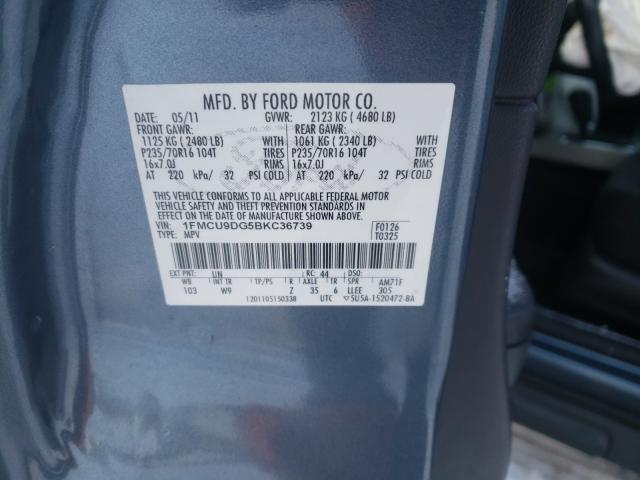 MFD. BY FORD MOTOR CO.
DATE: 05/11 GVWR: 2123 KG ( 4680 LB)
FRONT GAWR: REAR GAWR:
1125 KG ( 2480 LB) WITH 1061 KG ( 2340 LB) WITH
P235/70R16 104T TIRES P235/70R16 104T TIRES
16x7.0J RIMS 16x7.0J RIMS
AT 220 kPa/ 32 PSI COLD AT 220 kPa/ 32 PSI COLD
THIS VEHICLE CONFORMS TO ALL APPLICABLE FEDERAL MOTOR
VEHICLE SAFETY AND THEFT PREVENTION STANDARDS IN EFFECT
ON THE DATE OF MANUFACTURE SHOWN ABOVE.
VIN: 1FMCU9DG5BKC36739 F0126
TYPE: MPV T0325
EXT PNT: UN RC: 44 DSO:
WB INT TR TP/PS R AXLE TR SPR AM71F
103 W9 Z 35 6 LLEE 305
1201105150338 UTC 5U5A-1520472-BA